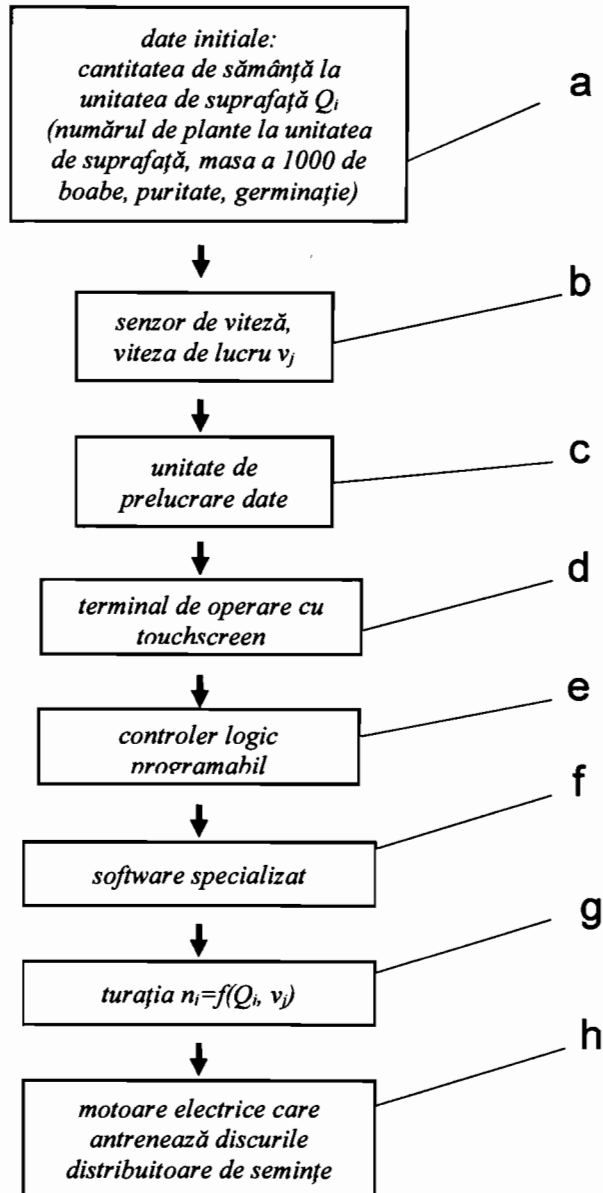 date initiale:
cantitatea de sămânță la
unitatea de suprafață Qi
(numărul de plante la unitatea
de suprafață, masa a 1000 de
boabe, puritate, germinație)
a
senzor de viteză,
viteza de lucru vj
b
unitate de
prelucrare date
c
terminal de operare cu
touchscreen
d
controler logic
programabil
e
software specializat
f
turația ni=f(Qi, vj)
g
motoare electrice care
antrenează discurile
distribuitoare de semințe
h